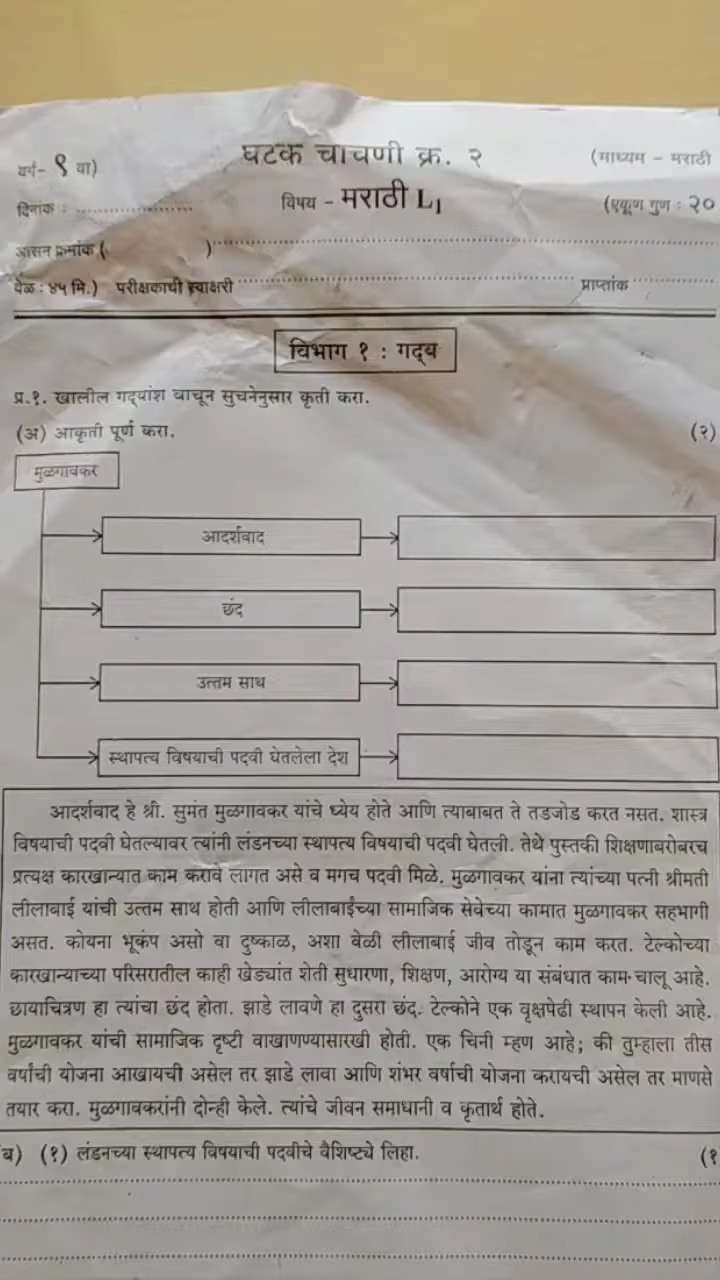 घटक चाचणी क्र. २
वर्ग- ९ वा)
(माध्यम - मराठी
दिनांक : ....................
विषय - मराठी L1
(एकूण गुण : २०
आसन क्रमांक ( )
वेळ : ४५ मि.) परीक्षकाची स्वाक्षरी
प्राप्तांक
विभाग १ : गद्य
प्र.१. खालील गद्यांश वाचून सुचनेनुसार कृती करा.
(अ) आकृती पूर्ण करा. (२)
मुळगावकर
आदर्शवाद
छंद
उत्तम साथ
स्थापत्य विषयाची पदवी घेतलेला देश
आदर्शवाद हे श्री. सुमंत मुळगावकर यांचे ध्येय होते आणि त्याबाबत ते तडजोड करत नसत. शास्त्र
विषयाची पदवी घेतल्यावर त्यांनी लंडनच्या स्थापत्य विषयाची पदवी घेतली. तेथे पुस्तकी शिक्षणाबरोबरच
प्रत्यक्ष कारखान्यात काम करावे लागत असे व मगच पदवी मिळे. मुळगावकर यांना त्यांच्या पत्नी श्रीमती
लीलाबाई यांची उत्तम साथ होती आणि लीलाबाईंच्या सामाजिक सेवेच्या कामात मुळगावकर सहभागी
असत. कोयना भूकंप असो वा दुष्काळ, अशा वेळी लीलाबाई जीव तोडून काम करत. टेल्कोच्या
कारखान्याच्या परिसरातील काही खेड्यांत शेती सुधारणा, शिक्षण, आरोग्य या संबंधात काम चालू आहे.
छायाचित्रण हा त्यांचा छंद होता. झाडे लावणे हा दुसरा छंद. टेल्कोने एक वृक्षपेढी स्थापन केली आहे.
मुळगावकर यांची सामाजिक दृष्टी वाखाणण्यासारखी होती. एक चिनी म्हण आहे; की तुम्हाला तीस
वर्षांची योजना आखायची असेल तर झाडे लावा आणि शंभर वर्षाची योजना करायची असेल तर माणसे
तयार करा. मुळगावकरांनी दोन्ही केले. त्यांचे जीवन समाधानी व कृतार्थ होते.
ब) (१) लंडनच्या स्थापत्य विषयाची पदवीचे वैशिष्ट्ये लिहा. (१